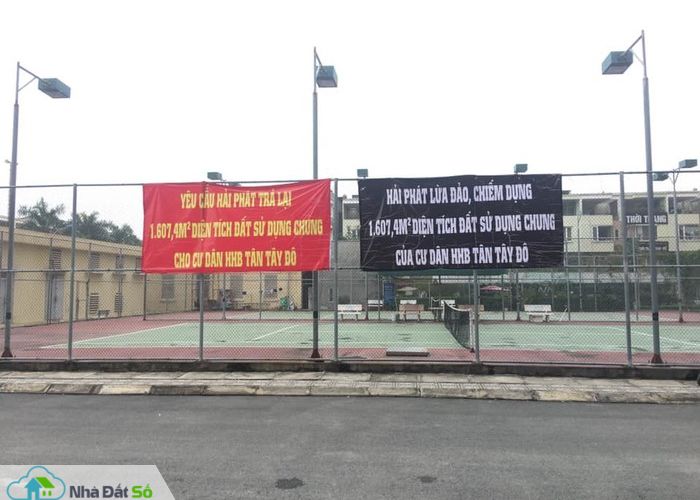 YÊU CẦU HẢI PHÁT TRẢ LẠI
1.607,4M² DIỆN TÍCH ĐẤT SỬ DỤNG CHUNG
CHO CƯ DÂN HHB TÂN TÂY ĐÔ
HẢI PHÁT LỪA ĐẢO, CHIẾM DỤNG
1.607,4M² DIỆN TÍCH ĐẤT SỬ DỤNG CHUNG
CỦA CƯ DÂN HHB TÂN TÂY ĐÔ
THỜI TRANG
Nhà Đất Số